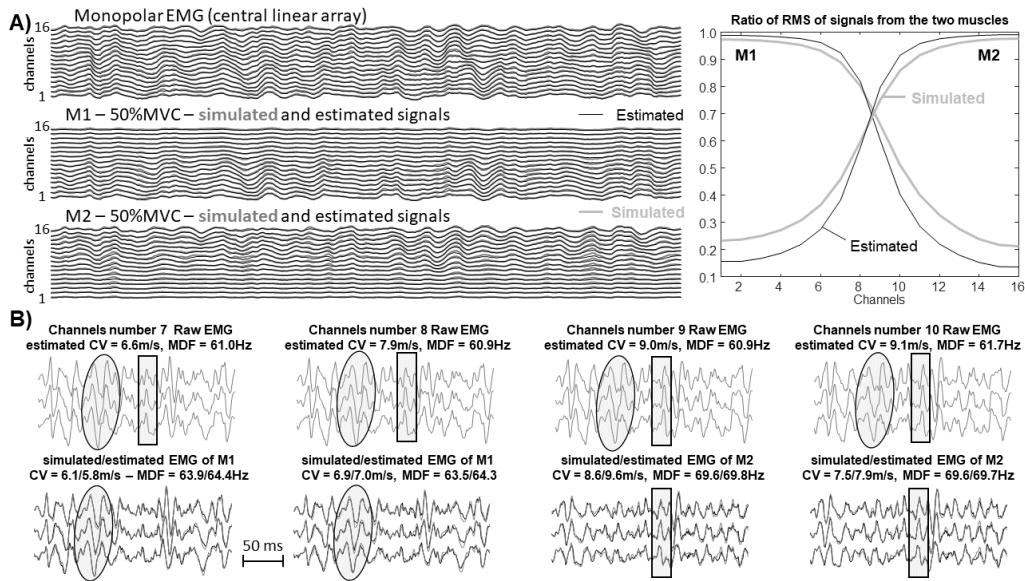 A)
Monopolar EMG (central linear array)
16
channels
1
M1 – 50%MVC – simulated and estimated signals
Estimated
16
channels
1
M2 – 50%MVC – simulated and estimated signals
Simulated
16
channels
1
Ratio of RMS of signals from the two muscles
1.0
0.9
0.8
0.7
0.6
0.5
0.4
0.3
0.2
0.1
M1
M2
Simulated
Estimated
2 4 6 8 10 12 14 16
Channels
B)
Channels number 7 Raw EMG
estimated CV = 6.6m/s, MDF = 61.0Hz
simulated/estimated EMG of M1
CV = 6.1/5.8m/s – MDF = 63.9/64.4Hz
Channels number 8 Raw EMG
estimated CV = 7.9m/s, MDF = 60.9Hz
simulated/estimated EMG of M1
CV = 6.9/7.0m/s, MDF = 63.5/64.3
50 ms
Channels number 9 Raw EMG
estimated CV = 9.0m/s, MDF = 60.9Hz
simulated/estimated EMG of M2
CV = 8.6/9.6m/s, MDF = 69.6/69.8Hz
Channels number 10 Raw EMG
estimated CV = 9.1m/s, MDF = 61.7Hz
simulated/estimated EMG of M2
CV = 7.5/7.9m/s, MDF = 69.6/69.7Hz